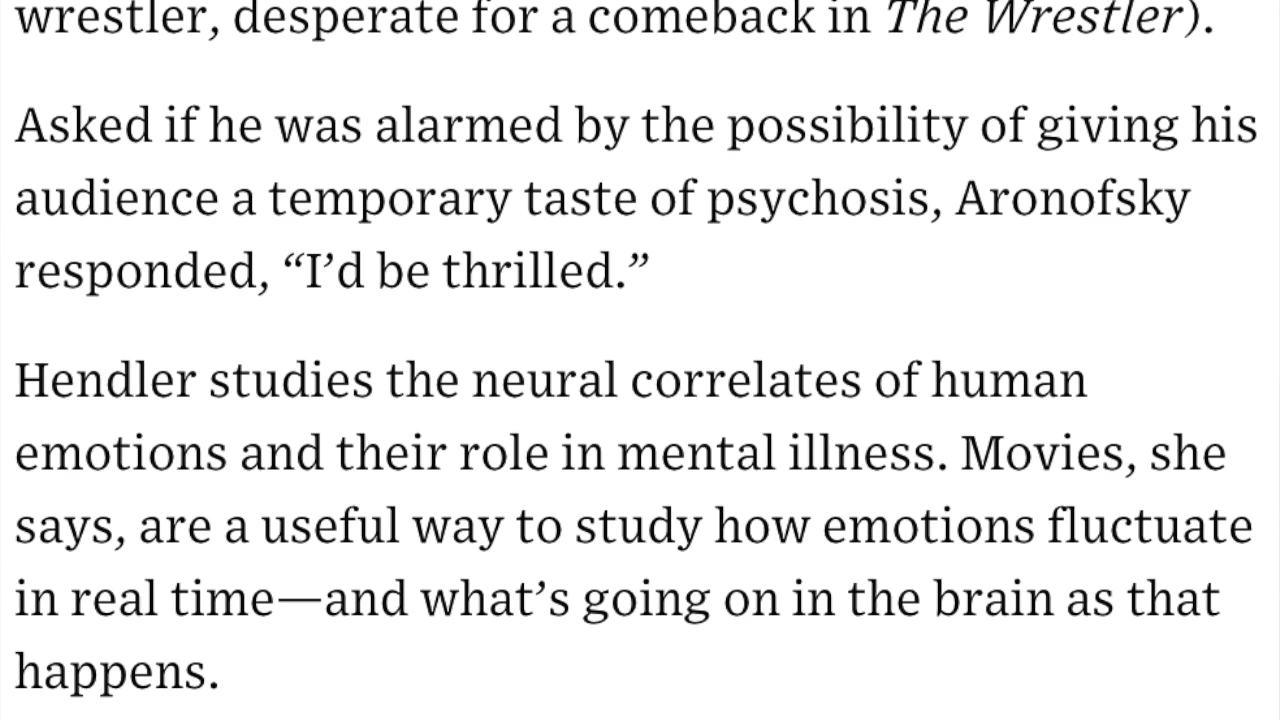 wrestler, desperate for a comeback in The Wrestler).
Asked if he was alarmed by the possibility of giving his
audience a temporary taste of psychosis, Aronofsky
responded, “I’d be thrilled.”
Hendler studies the neural correlates of human
emotions and their role in mental illness. Movies, she
says, are a useful way to study how emotions fluctuate
in real time—and what’s going on in the brain as that
happens.